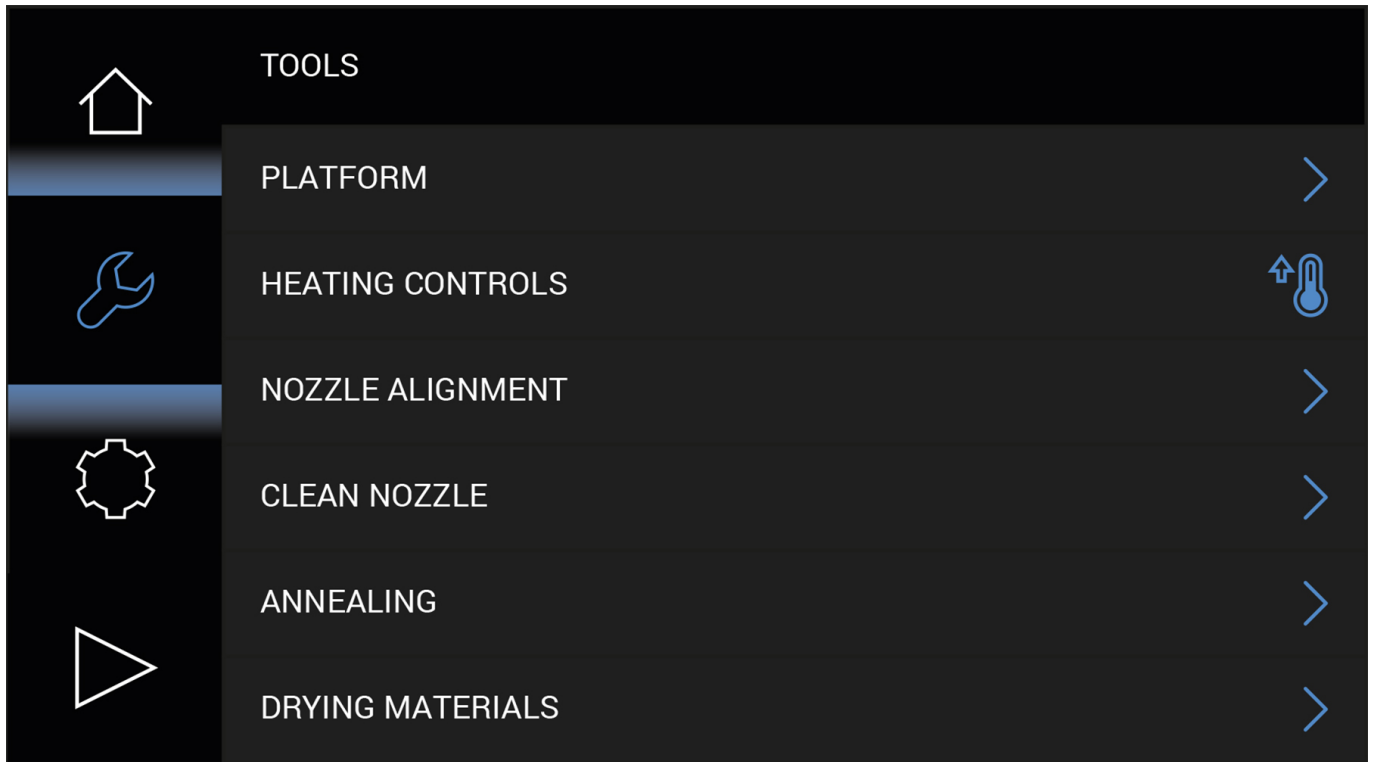 TOOLS
PLATFORM
HEATING CONTROLS
NOZZLE ALIGNMENT
CLEAN NOZZLE
ANNEALING
DRYING MATERIALS